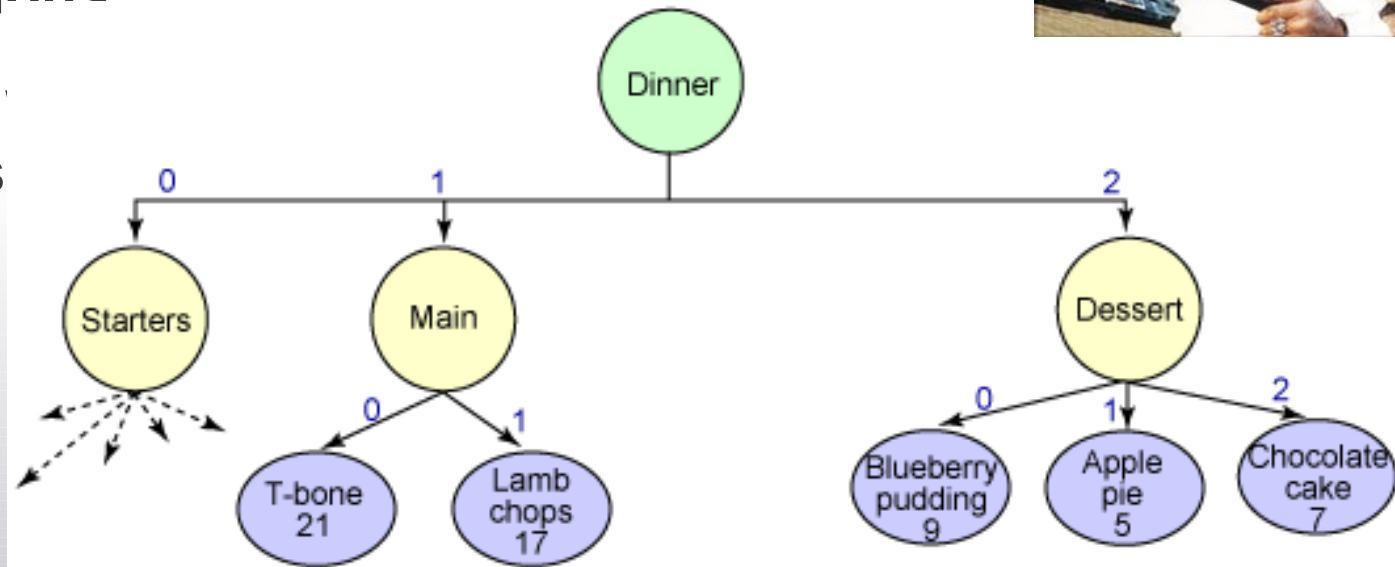 Dinner
0
1
2
Starters
Main
Dessert
0
1
0
1
2
T-bone
21
Lamb
chops
17
Blueberry
pudding
9
Apple
pie
5
Chocolate
cake
7